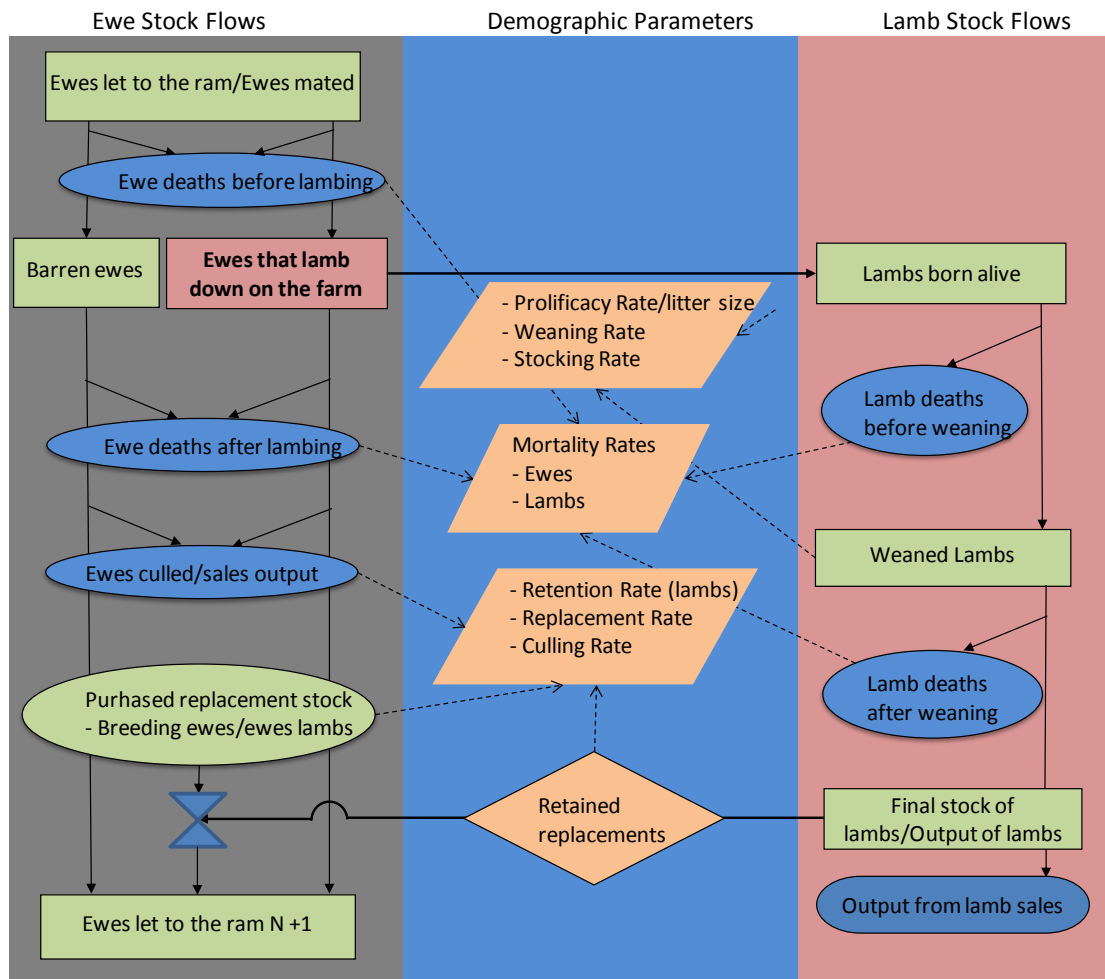 Ewe Stock Flows
Demographic Parameters
Lamb Stock Flows
Ewes let to the ram/Ewes mated
Ewe deaths before lambing
Barren ewes
Ewes that lamb
down on the farm
Lambs born alive
- Prolificacy Rate/litter size
- Weaning Rate
- Stocking Rate
Lamb deaths
before weaning
Ewe deaths after lambing
Mortality Rates
- Ewes
- Lambs
Weaned Lambs
Ewes culled/sales output
- Retention Rate (lambs)
- Replacement Rate
- Culling Rate
Purhased replacement stock
- Breeding ewes/ewes lambs
Lamb deaths
after weaning
Retained
replacements
Final stock of
lambs/Output of lambs
Output from lamb sales
Ewes let to the ram N +1